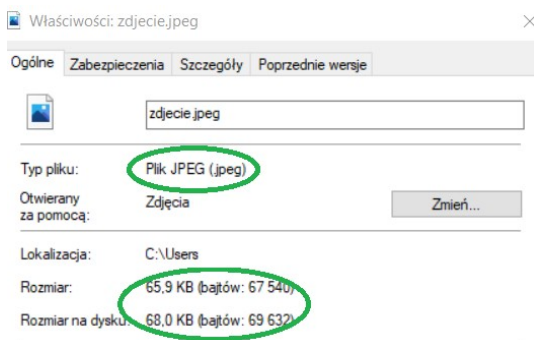 Właściwości: zdjecie.jpeg
Ogólne Zabezpieczenia Szczegóły Poprzednie wersje
zdjecie.jpeg
Typ pliku: Plik JPEG (.jpeg)
Otwierany za pomocą: Zdjęcia Zmień...
Lokalizacja: C:\Users
Rozmiar: 65,9 KB (bajtów: 67 540)
Rozmiar na dysku: 68,0 KB (bajtów: 69 632)